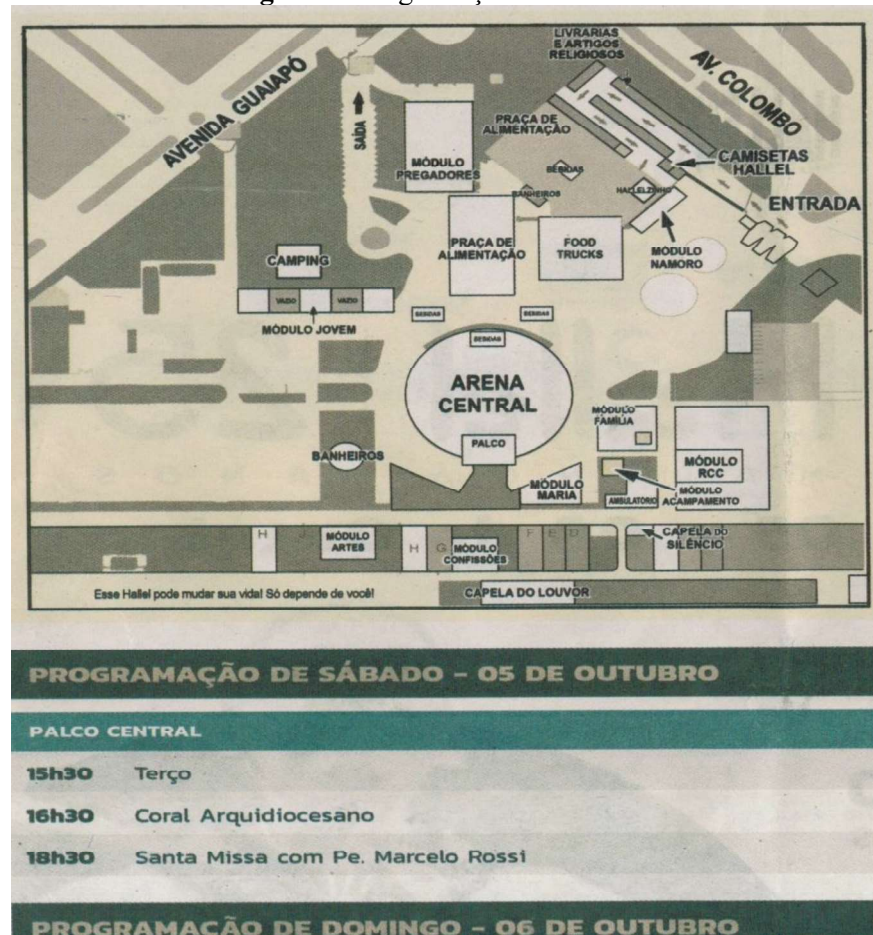 LIVRARIAS
E ARTIGOS
RELIGIOSOS
AV. COLOMBO
AVENIDA GUAIAPÓ
SAÍDA
PRAÇA DE
ALIMENTAÇÃO
CAMISETAS
HALLEL
MÓDULO
PREGADORES
BEBIDAS
BANHEIROS
HALLELZINHO
ENTRADA
PRAÇA DE
ALIMENTAÇÃO
FOOD
TRUCKS
MÓDULO
NAMORO
CAMPING
VAZIO
VAZIO
MÓDULO JOVEM
BEBIDAS
BEBIDAS
BEBIDAS
ARENA
CENTRAL
PALCO
MÓDULO
FAMÍLIA
BANHEIROS
MÓDULO
RCC
MÓDULO
MARIA
MÓDULO
ACAMPAMENTO
AMBULATÓRIO
H
J
MÓDULO
ARTES
H
G
MÓDULO
CONFISSÕES
F
E
D
CAPELA DO
SILÊNCIO
Esse Hallel pode mudar sua vida! Só depende de você!
CAPELA DO LOUVOR
PROGRAMAÇÃO DE SÁBADO – 05 DE OUTUBRO
PALCO CENTRAL
15h30 Terço
16h30 Coral Arquidiocesano
18h30 Santa Missa com Pe. Marcelo Rossi
PROGRAMAÇÃO DE DOMINGO – 06 DE OUTUBRO